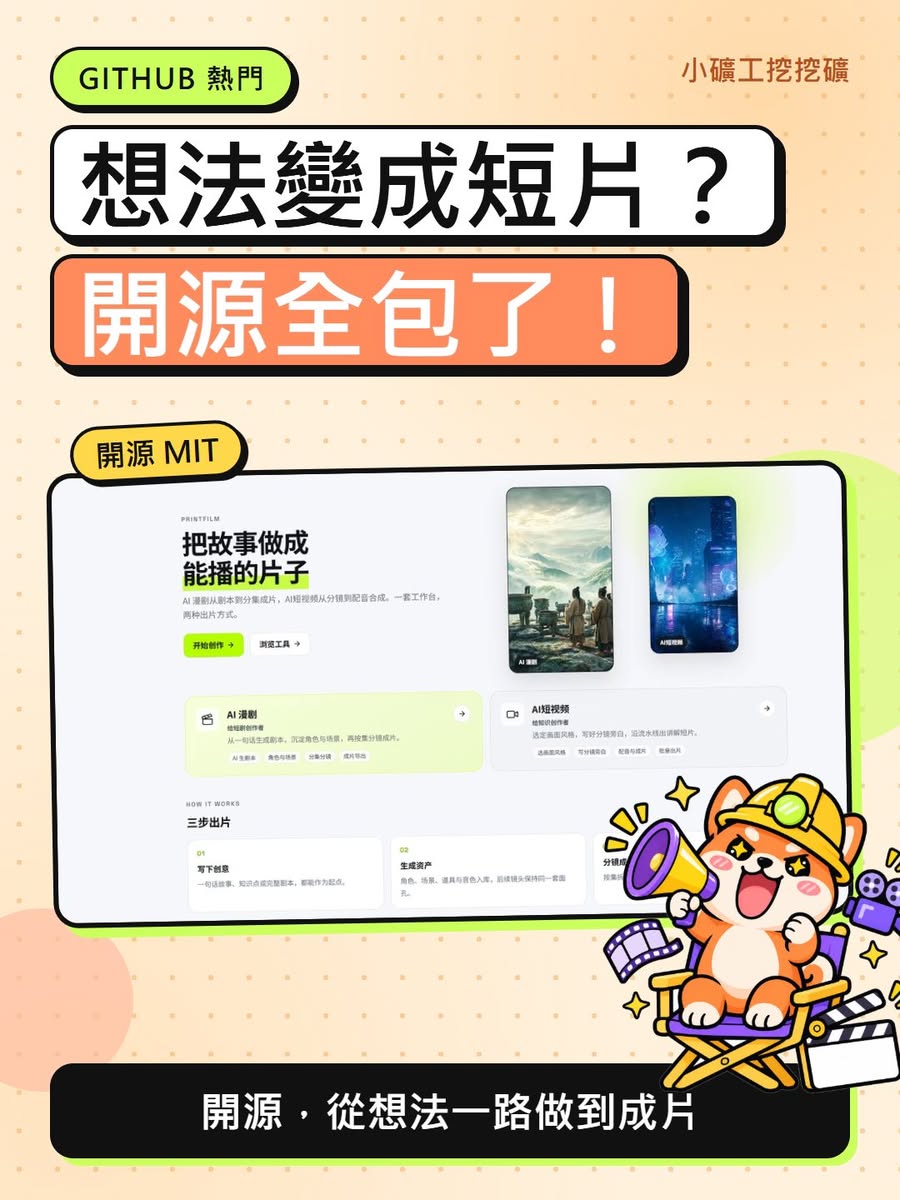 GITHUB 熱門
小礦工挖挖礦
想法變成短片？
開源全包了！
開源 MIT
PRINTFILM
把故事做成
能播的片子
AI 漫剧从剧本到分集成片，AI短视频从分镜到配音合成。一套工作台，
两种出片方式。
开始创作 →
浏览工具 →
AI 漫剧
AI短视频
AI 漫剧
给短剧创作者
从一句话生成剧本，沉淀角色与场景，再按集分镜成片。
AI 生剧本
角色与场景
分集分镜
成片导出
AI短视频
给知识创作者
选定画面风格，写好分镜旁白，沿流水线出讲解短片。
选画面风格
写分镜旁白
配音与成片
批量出片
HOW IT WORKS
三步出片
01
写下创意
一句话故事、知识点或完整剧本，都能作为起点。
02
生成资产
角色、场景、道具与音色入库，后续镜头保持同一套面
孔。
分镜成
開源，從想法一路做到成片